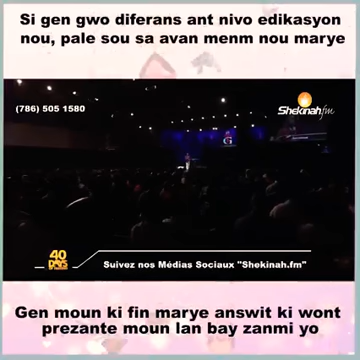 Si gen gwo diferans ant nivo edikasyon
nou, pale sou sa avan menm nou marye
(786) 505 1580
Shekinah.fm
40
DAYS
Suivez nos Médias Sociaux "Shekinah.fm"
Gen moun ki fin marye answit ki wont
prezante moun lan bay zanmi yo